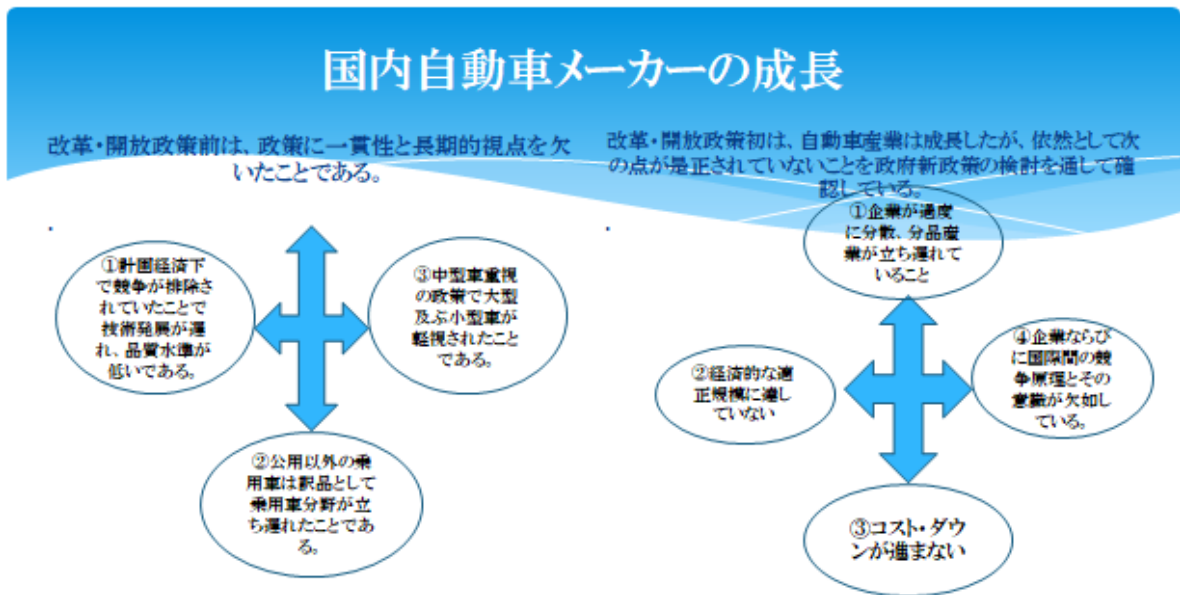 国内自動車メーカーの成長
改革・開放政策前は、政策に一貫性と長期的視点を欠
いたことである。
①計画経済下
で競争が排除さ
れていたことで
技術発展が遅
れ、品質水準が
低いである。
③中型車重視
の政策で大型
及ぶ小型車が
軽視されたこと
である。
②公用以外の乗
用車は訳品として
乗用車分野が立
ち遅れたことであ
る。
改革・開放政策初は、自動車産業は成長したが、依然として次
の点が是正されていないことを政府新政策の検討を通して確
認している。
①企業が過度
に分散、分品産
業が立ち遅れて
いること
②経済的な適
正規模に達し
ていない
④企業ならび
に国際間の競
争原理とその
意識が欠如し
ている。
③コスト・ダウ
ンが進まない